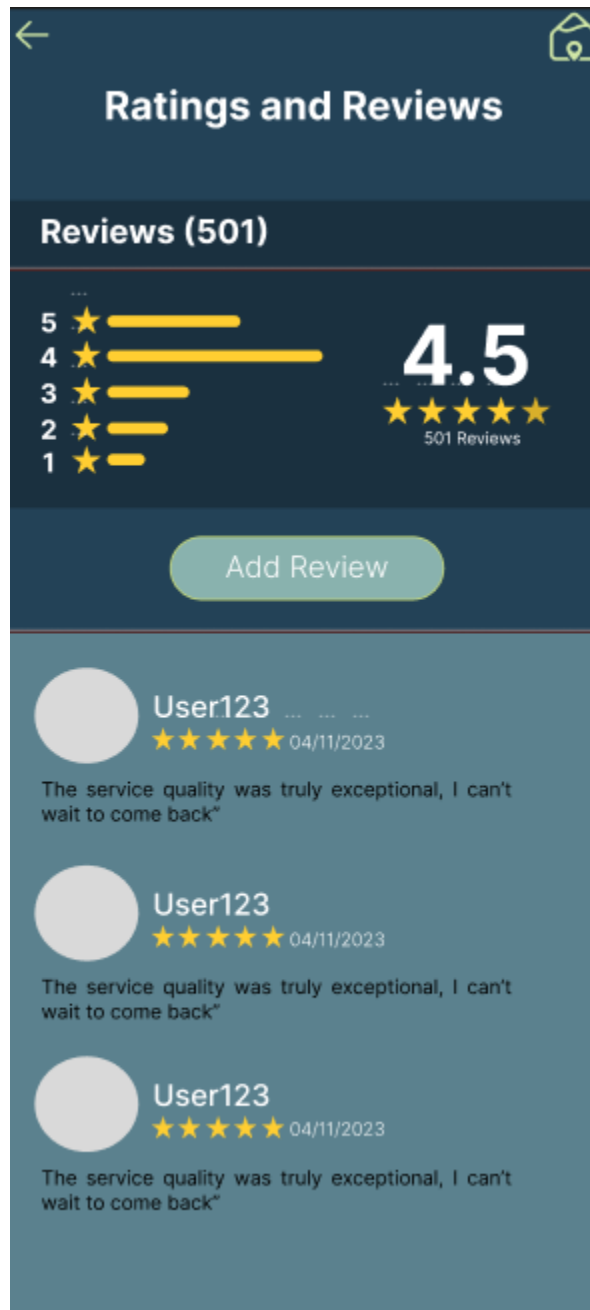 Ratings and Reviews
Reviews (501)
5
4
3
2
1
4.5
501 Reviews
Add Review
User123
04/11/2023
The service quality was truly exceptional, I can't
wait to come back”
User123
04/11/2023
The service quality was truly exceptional, I can't
wait to come back”
User123
04/11/2023
The service quality was truly exceptional, I can't
wait to come back”